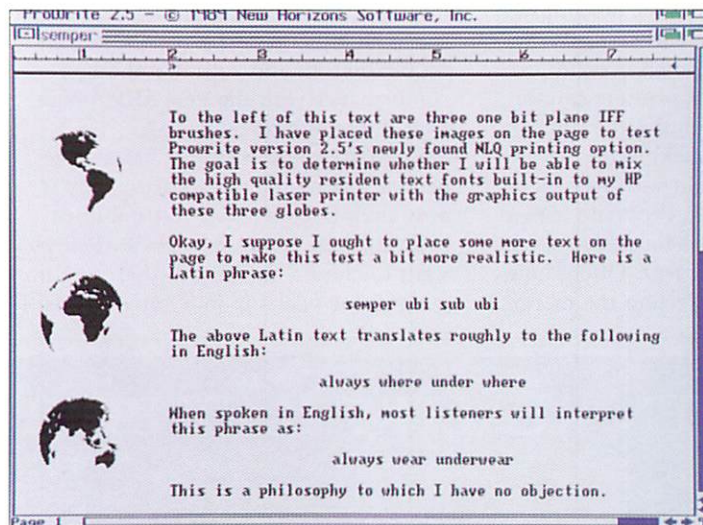 ProWrite 2.5 — © 1989 New Horizons Software, Inc.
semper
1 2 3 4 5 6 7
To the left of this text are three one bit plane IFF
brushes.  I have placed these images on the page to test
Prowrite version 2.5's newly found NLQ printing option.
The goal is to determine whether I will be able to mix
the high quality resident text fonts built-in to my HP
compatible laser printer with the graphics output of
these three globes.
Okay, I suppose I ought to place some more text on the
page to make this test a bit more realistic.  Here is a
Latin phrase:
semper ubi sub ubi
The above Latin text translates roughly to the following
in English:
always where under where
When spoken in English, most listeners will interpret
this phrase as:
always wear underwear
This is a philosophy to which I have no objection.
Page 1